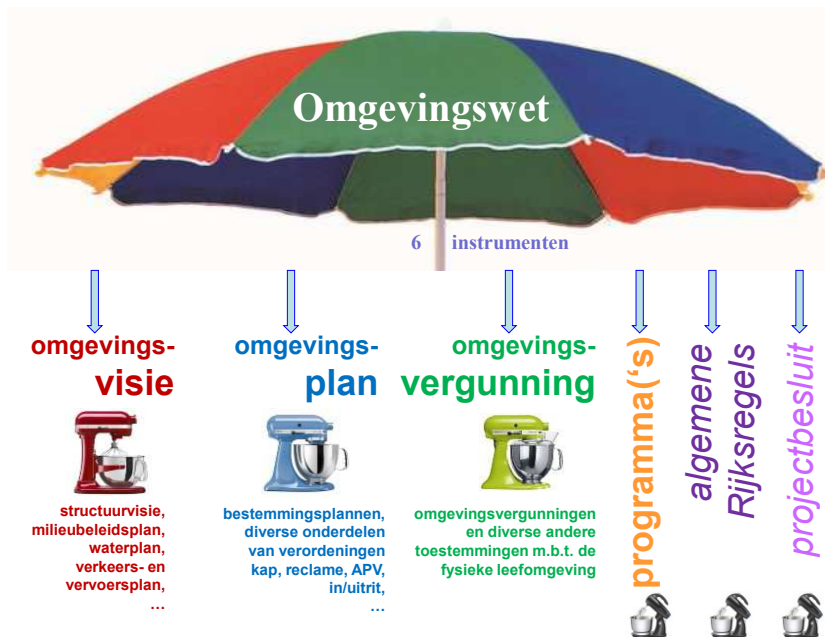 Omgevingswet
6 instrumenten
omgevings-
visie
structuurvisie,
milieubeleidsplan,
waterplan,
verkeers- en
vervoersplan,
…
omgevings-
plan
bestemmingsplannen,
diverse onderdelen
van verordeningen
kap, reclame, APV,
in/uitrit,
…
omgevings-
vergunning
omgevingsvergunningen
en diverse andere
toestemmingen m.b.t. de
fysieke leefomgeving
programma(‘s)
algemene
Rijksregels
projectbesluit